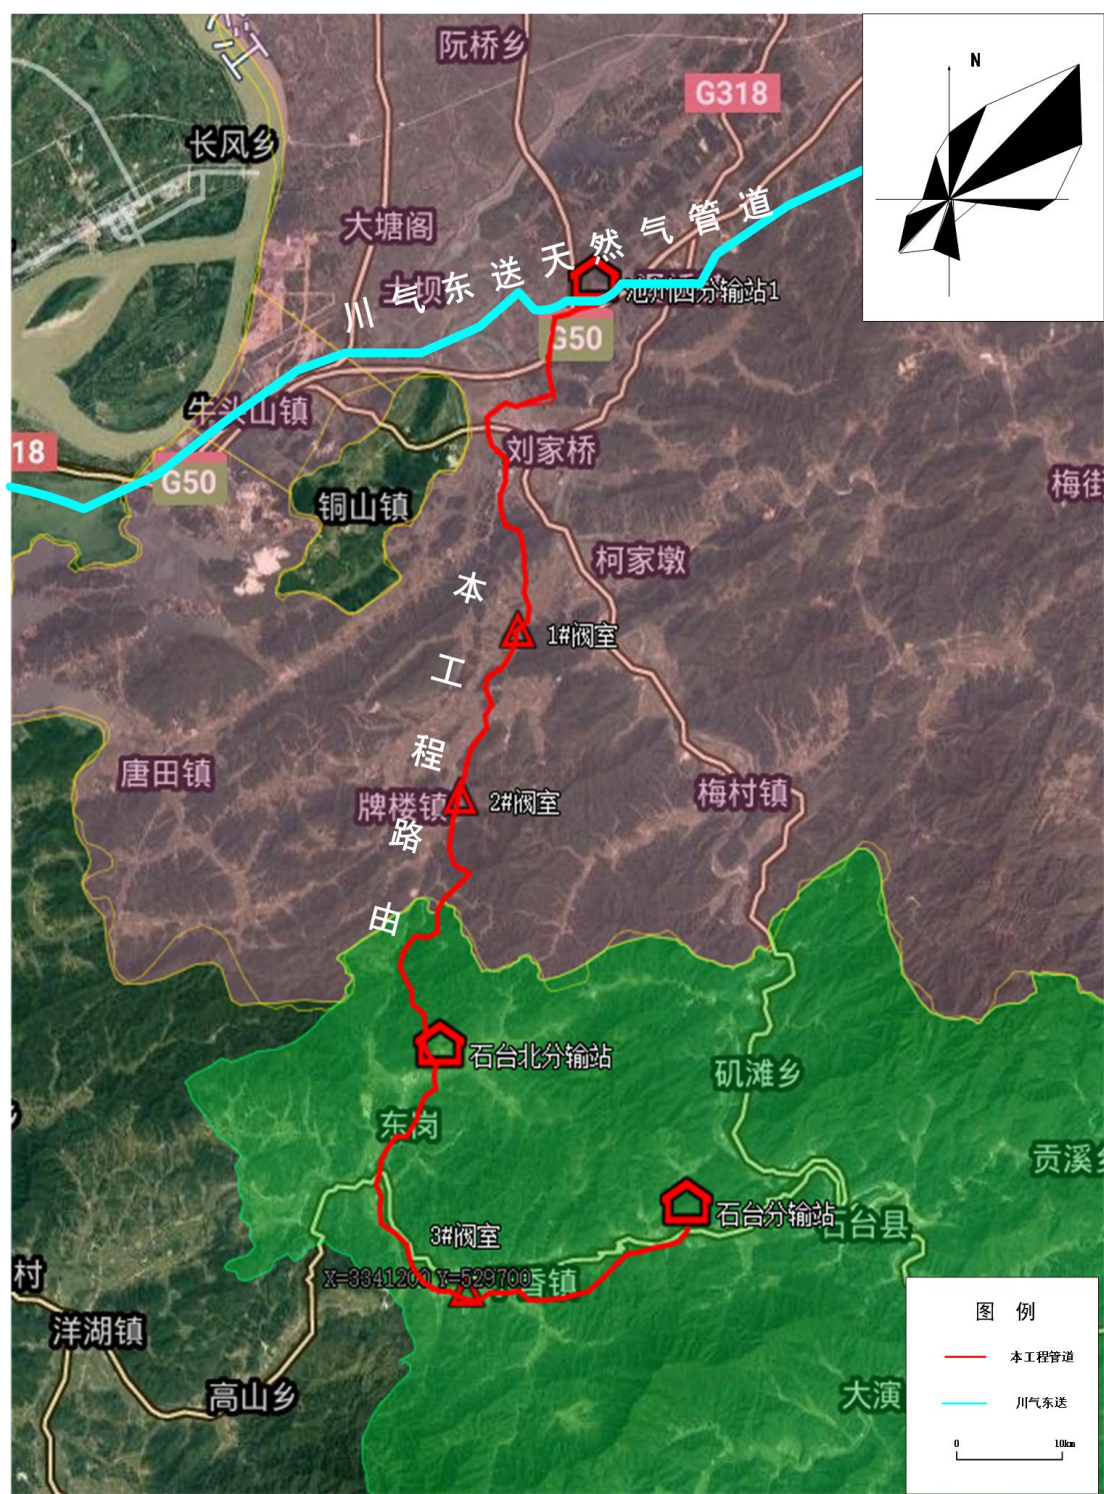 阮桥乡
N
G318
长风乡
大塘阁
川气东送天然气管道
池州西分输站1
G50
牛头山镇
刘家桥
18
G50
铜山镇
梅街
柯家墩
本工程路由
1#阀室
唐田镇
牌楼镇
2#阀室
梅村镇
石台北分输站
矶滩乡
东岗
贡溪
石台分输站
石台县
3#阀室
X=3341200 Y=529700
香镇
村
洋湖镇
高山乡
大演
图 例
本工程管道
川气东送
0 10km